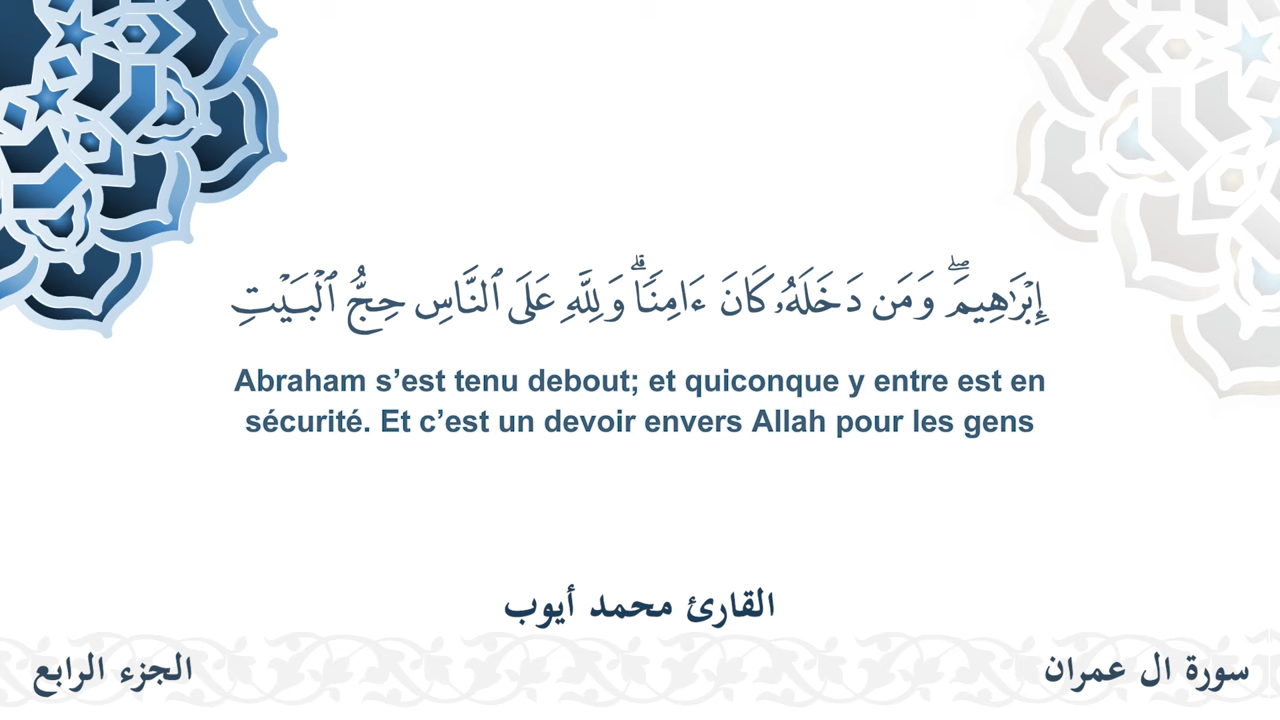 إِبۡرَٰهِيمَۖ وَمَن دَخَلَهُۥ كَانَ ءَامِنٗاۗ وَلِلَّهِ عَلَى ٱلنَّاسِ حِجُّ ٱلۡبَيۡتِ
Abraham s’est tenu debout; et quiconque y entre est en
sécurité. Et c’est un devoir envers Allah pour les gens
القارئ محمد أيوب
سورة ال عمران
الجزء الرابع